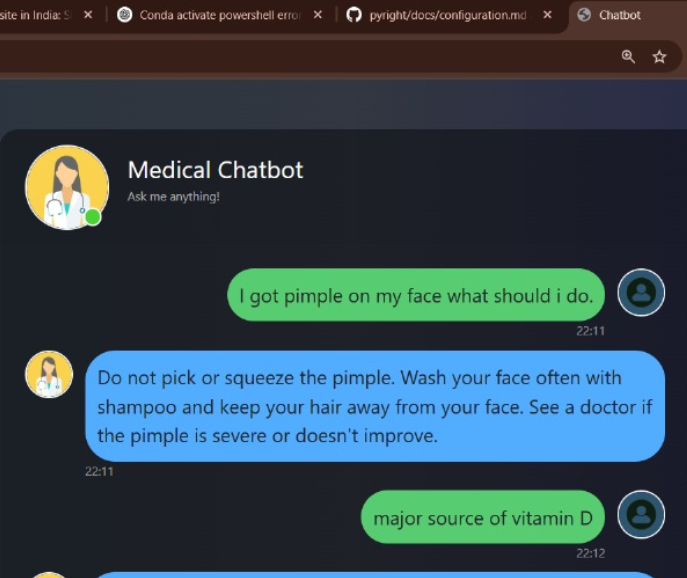 site in India: S
Conda activate powershell erro
pyright/docs/configuration.md
Chatbot
Medical Chatbot
Ask me anything!
I got pimple on my face what should i do.
22:11
Do not pick or squeeze the pimple. Wash your face often with
shampoo and keep your hair away from your face. See a doctor if
the pimple is severe or doesn't improve.
22:11
major source of vitamin D
22:12